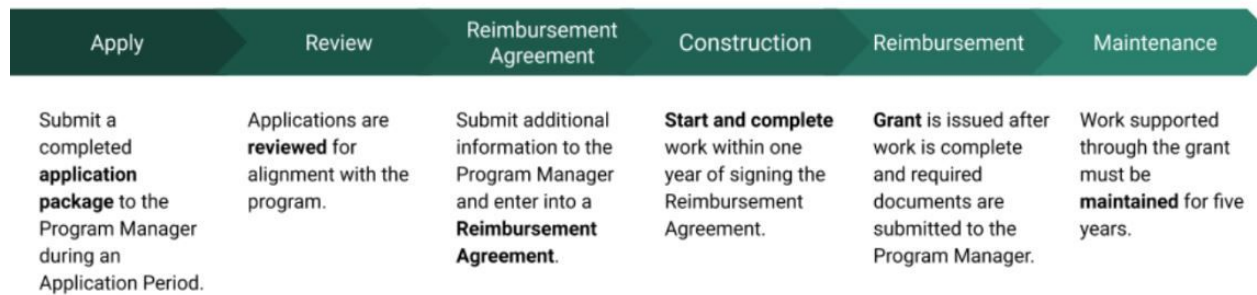 Apply
Review
Reimbursement
Agreement
Construction
Reimbursement
Maintenance
Submit a
completed
application
package to the
Program Manager
during an
Application Period.
Applications are
reviewed for
alignment with the
program.
Submit additional
information to the
Program Manager
and enter into a
Reimbursement
Agreement.
Start and complete
work within one
year of signing the
Reimbursement
Agreement.
Grant is issued after
work is complete
and required
documents are
submitted to the
Program Manager.
Work supported
through the grant
must be
maintained for five
years.